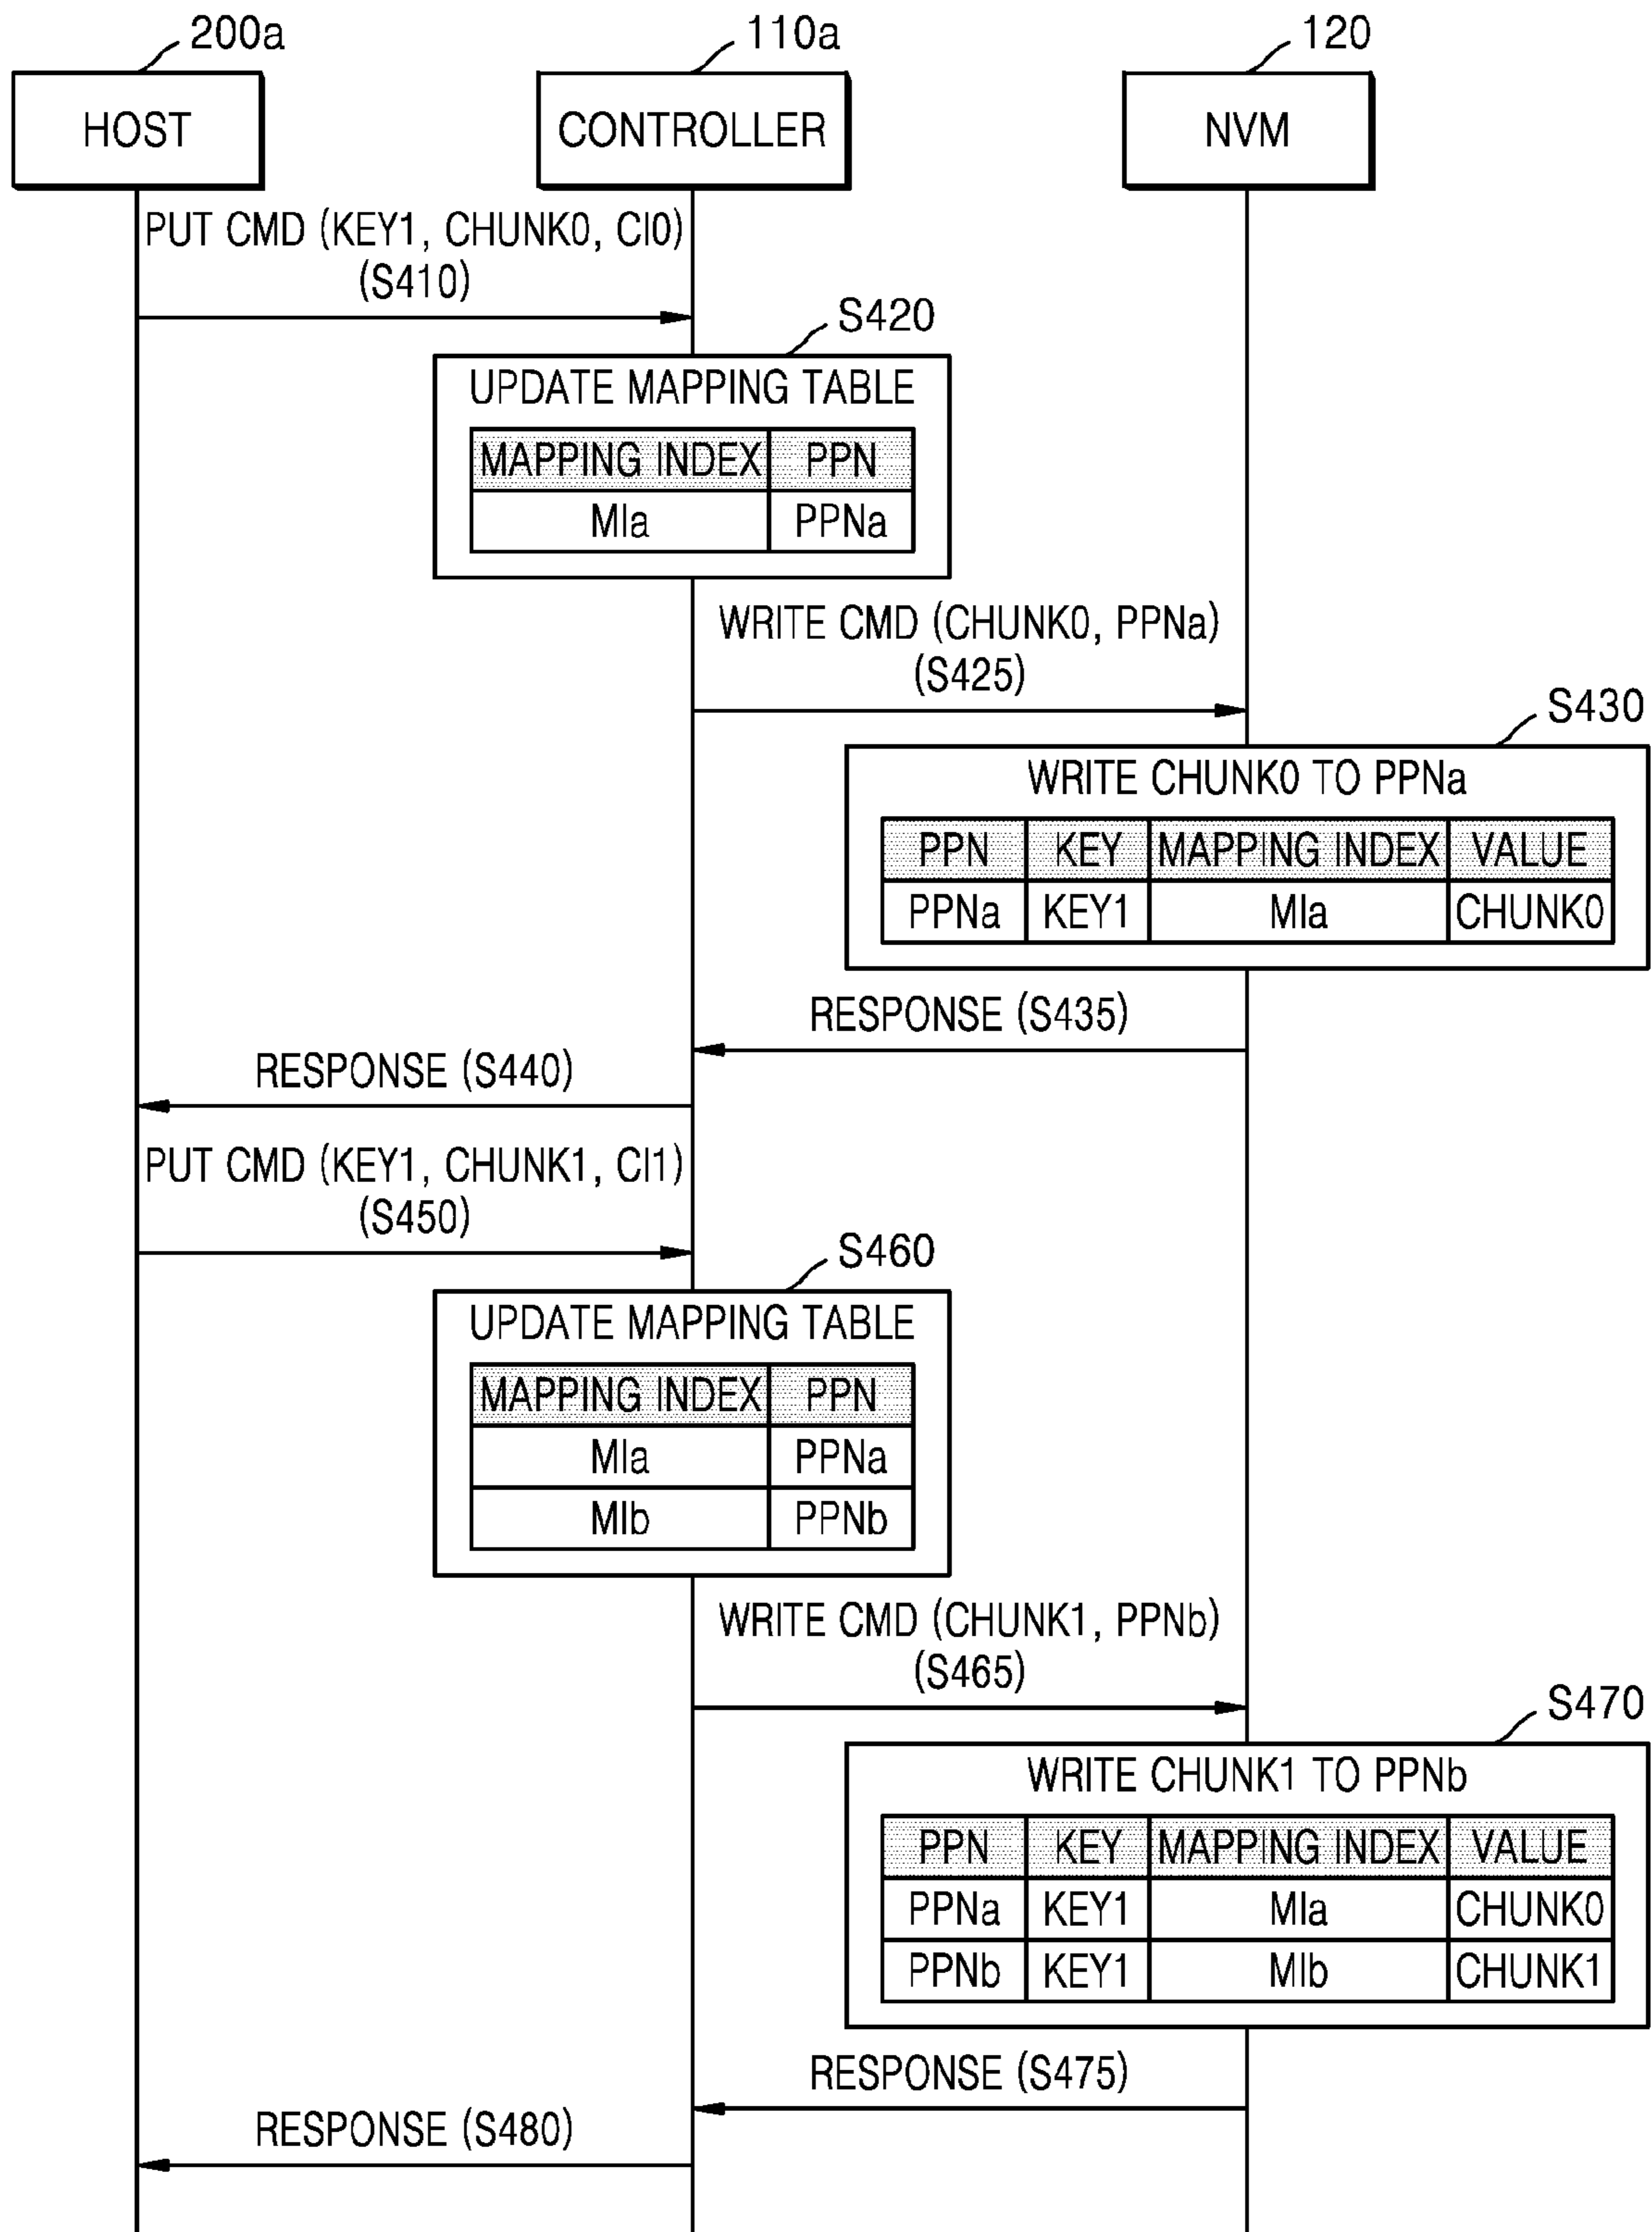 200a
110a
120
HOST
CONTROLLER
NVM
PUT CMD (KEY1, CHUNK0, CI0)
(S410)
S420
UPDATE MAPPING TABLE
MAPPING INDEX PPN
MIa PPNa
WRITE CMD (CHUNK0, PPNa)
(S425)
S430
WRITE CHUNK0 TO PPNa
PPN KEY MAPPING INDEX VALUE
PPNa KEY1 MIa CHUNK0
RESPONSE (S435)
RESPONSE (S440)
PUT CMD (KEY1, CHUNK1, CI1)
(S450)
S460
UPDATE MAPPING TABLE
MAPPING INDEX PPN
MIa PPNa
MIb PPNb
WRITE CMD (CHUNK1, PPNb)
(S465)
S470
WRITE CHUNK1 TO PPNb
PPN KEY MAPPING INDEX VALUE
PPNa KEY1 MIa CHUNK0
PPNb KEY1 MIb CHUNK1
RESPONSE (S475)
RESPONSE (S480)